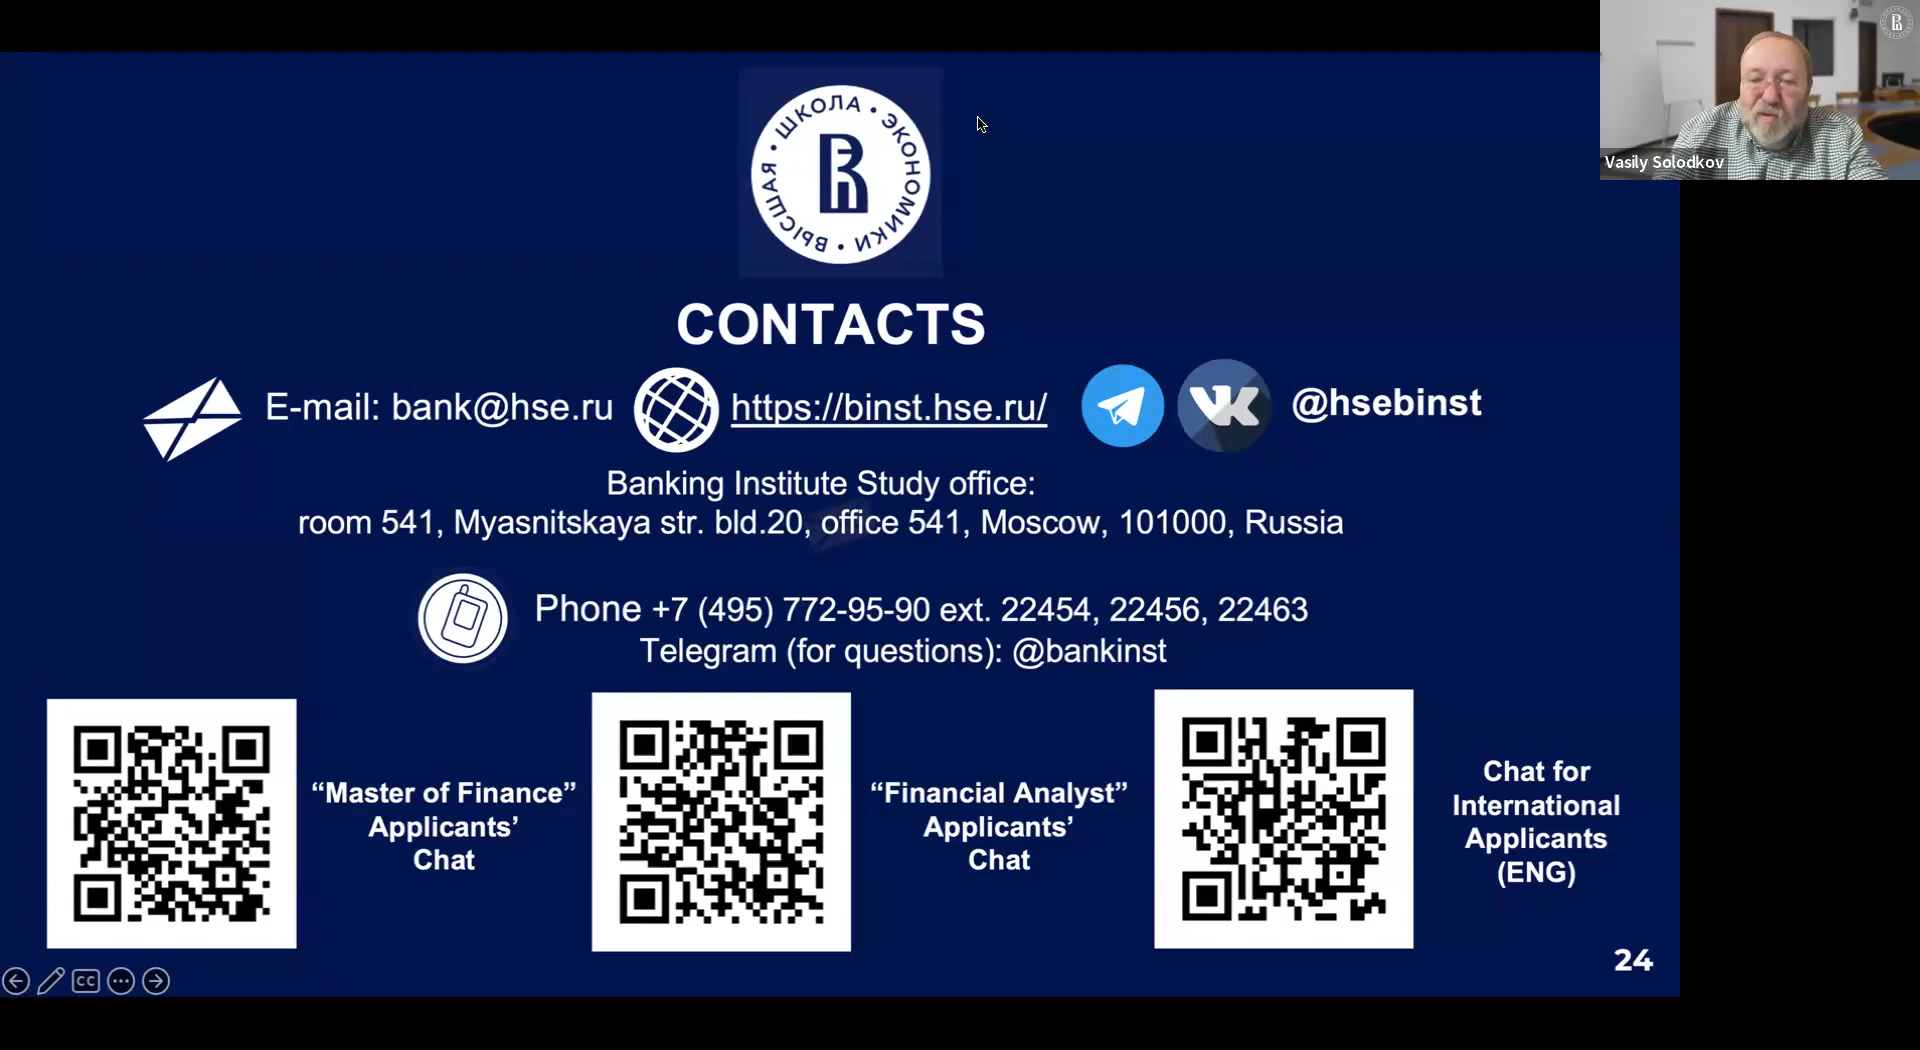 ВЫСШАЯ • ШКОЛА • ЭКОНОМИКИ •
Vasily Solodkov
CONTACTS
E-mail: bank@hse.ru https://binst.hse.ru/ @hsebinst
Banking Institute Study office:
room 541, Myasnitskaya str. bld.20, office 541, Moscow, 101000, Russia
Phone +7 (495) 772-95-90 ext. 22454, 22456, 22463
Telegram (for questions): @bankinst
“Master of Finance”
Applicants’
Chat
“Financial Analyst”
Applicants’
Chat
Chat for
International
Applicants
(ENG)
24
CC